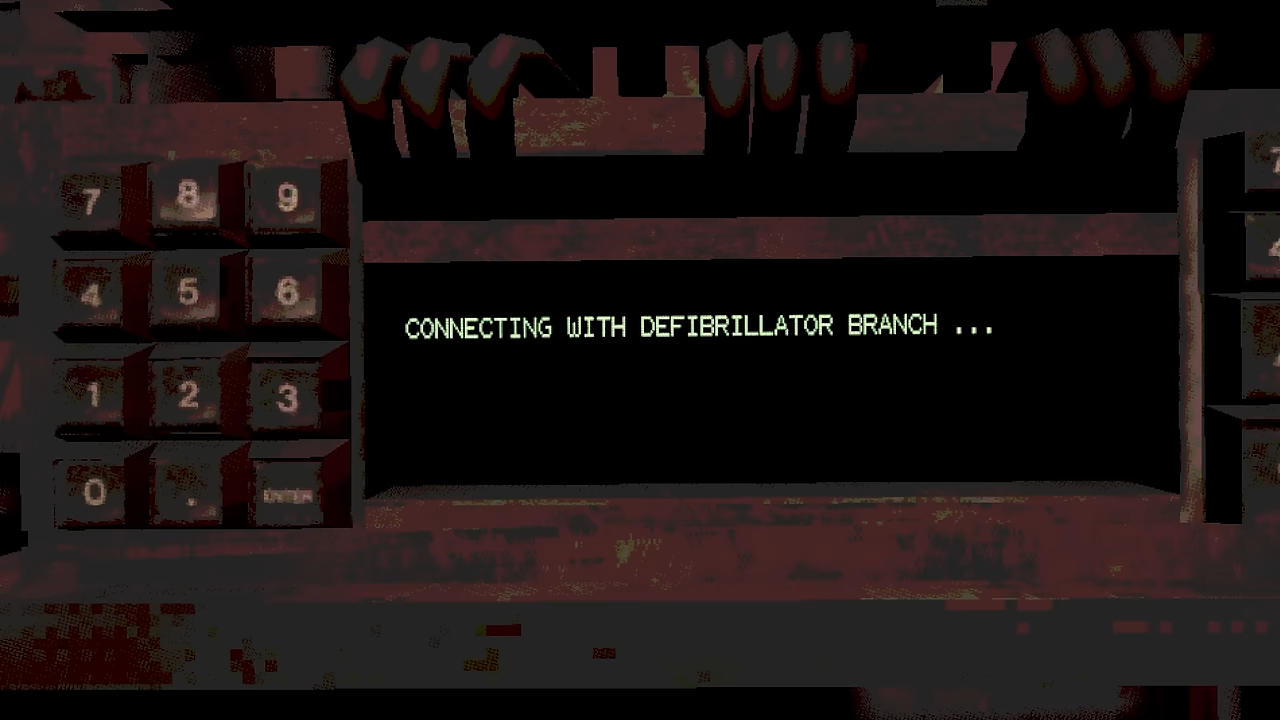 7 8 9
4 5 6
CONNECTING WITH DEFIBRILLATOR BRANCH ...
1 2 3
0 . ENTER